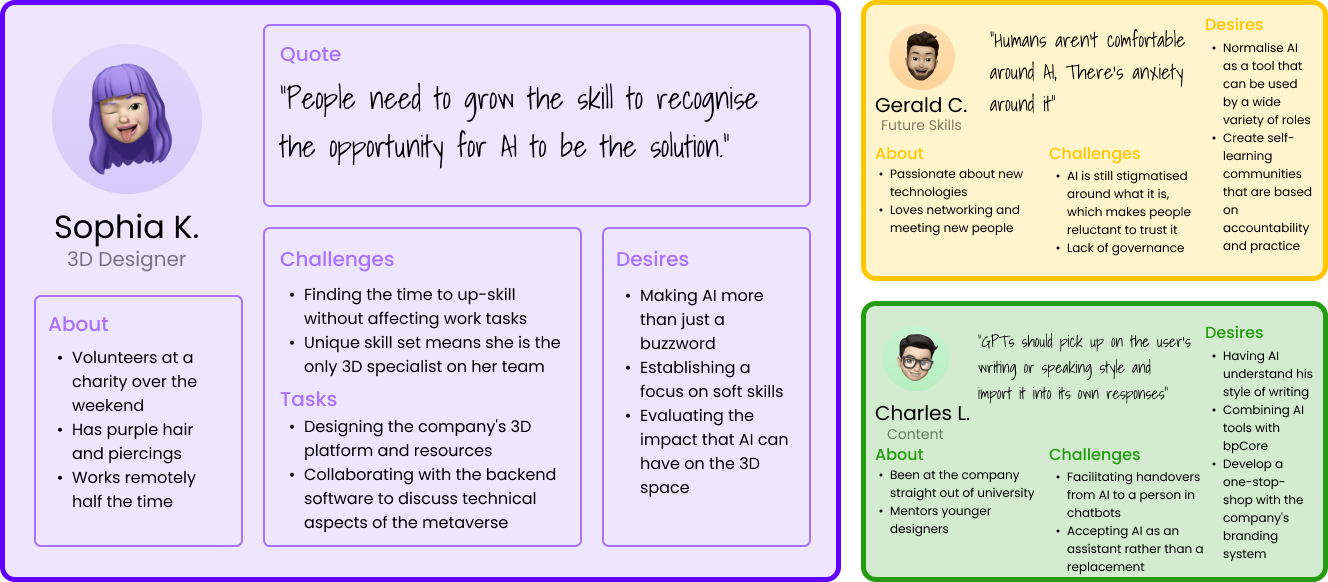 Sophia K.
3D Designer
About
• Volunteers at a
charity over the
weekend
• Has purple hair
and piercings
• Works remotely
half the time
Quote
"People need to grow the skill to recognise
the opportunity for AI to be the solution."
Challenges
• Finding the time to up-skill
without affecting work tasks
• Unique skill set means she is the
only 3D specialist on her team
Tasks
• Designing the company's 3D
platform and resources
• Collaborating with the backend
software to discuss technical
aspects of the metaverse
Desires
• Making AI more
than just a
buzzword
• Establishing a
focus on soft skills
• Evaluating the
impact that AI can
have on the 3D
space
Gerald C.
Future Skills
"Humans aren't comfortable
around AI, There's anxiety
around it"
About
• Passionate about new
technologies
• Loves networking and
meeting new people
Challenges
• AI is still stigmatised
around what it is,
which makes people
reluctant to trust it
• Lack of governance
Desires
• Normalise AI
as a tool that
can be used
by a wide
variety of roles
• Create self-
learning
communities
that are based
on
accountability
and practice
Charles L.
Content
"GPTs should pick up on the user's
writing or speaking style and
import it into its own responses"
About
• Been at the company
straight out of university
• Mentors younger
designers
Challenges
• Facilitating handovers
from AI to a person in
chatbots
• Accepting AI as an
assistant rather than a
replacement
Desires
• Having AI
understand his
style of writing
• Combining AI
tools with
bpCore
• Develop a
one-stop-
shop with the
company's
branding
system